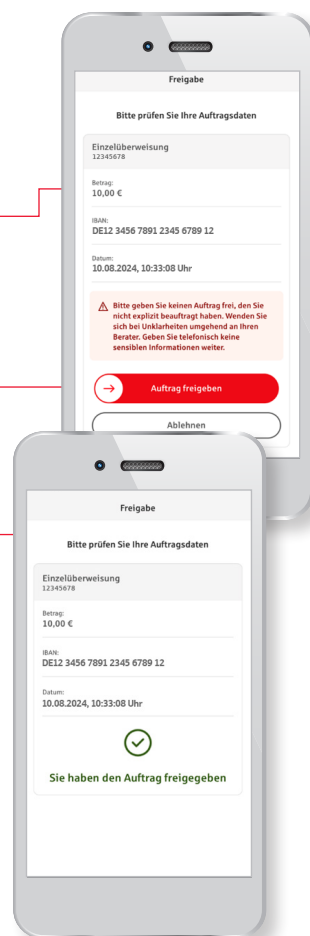 Freigabe
Bitte prüfen Sie Ihre Auftragsdaten
Einzelüberweisung
12345678
Betrag:
10,00 €
IBAN:
DE12 3456 7891 2345 6789 12
Datum:
10.08.2024, 10:33:08 Uhr
Bitte geben Sie keinen Auftrag frei, den Sie
nicht explizit beauftragt haben. Wenden Sie
sich bei Unklarheiten umgehend an Ihren
Berater. Geben Sie telefonisch keine
sensiblen Informationen weiter.
Auftrag freigeben
Ablehnen
Freigabe
Bitte prüfen Sie Ihre Auftragsdaten
Einzelüberweisung
12345678
Betrag:
10,00 €
IBAN:
DE12 3456 7891 2345 6789 12
Datum:
10.08.2024, 10:33:08 Uhr
Sie haben den Auftrag freigegeben